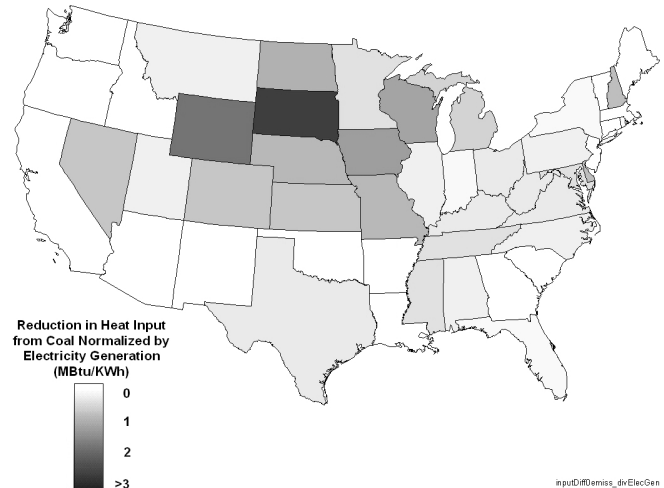 Reduction in Heat Input
from Coal Normalized by
Electricity Generation
(MBtu/KWh)
0
1
2
>3
inputDiffDemiss_divElecGen